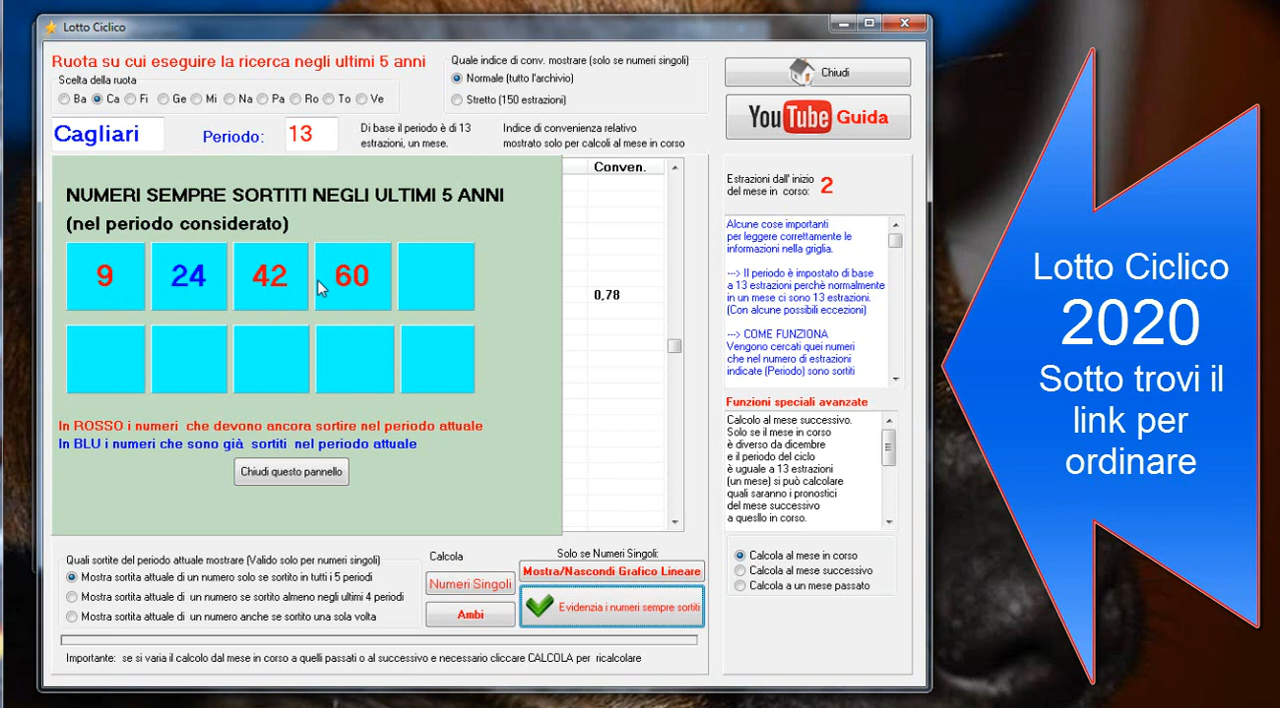 Lotto Ciclico
Ruota su cui eseguire la ricerca negli ultimi 5 anni
Scelta della ruota
Ba Ca Fi Ge Mi Na Pa Ro To Ve
Quale indice di conv. mostrare (solo se numeri singoli)
Normale (tutto l'archivio)
Stretto (150 estrazioni)
Cagliari
Periodo:
13
Di base il periodo è di 13
estrazioni, un mese.
Indice di convenienza relativo
mostrato solo per calcoli al mese in corso
Conven.
0,78
NUMERI SEMPRE SORTITI NEGLI ULTIMI 5 ANNI
(nel periodo considerato)
9 24 42 60
In ROSSO i numeri che devono ancora sortire nel periodo attuale
In BLU i numeri che sono già sortiti nel periodo attuale
Chiudi questo pannello
Quali sortite del periodo attuale mostrare (Valido solo per numeri singoli)
Mostra sortita attuale di un numero solo se sortito in tutti i 5 periodi
Mostra sortita attuale di un numero se sortito almeno negli ultimi 4 periodi
Mostra sortita attuale di un numero anche se sortito una sola volta
Calcola
Numeri Singoli
Ambi
Solo se Numeri Singoli:
Mostra/Nascondi Grafico Lineare
Evidenzia i numeri sempre sortiti
Importante: se si varia il calcolo dal mese in corso a quelli passati o al successivo e necessario cliccare CALCOLA per ricalcolare
Chiudi
YouTube Guida
Estrazioni dall' inizio
del mese in corso: 2
Alcune cose importanti
per leggere correttamente le
informazioni nella griglia.
---> Il periodo è impostato di base
a 13 estrazioni perchè normalmente
in un mese ci sono 13 estrazioni.
(Con alcune possibili eccezioni)
---> COME FUNZIONA
Vengono cercati quei numeri
che nel numero di estrazioni
indicate (Periodo) sono sortiti
Funzioni speciali avanzate
Calcolo al mese successivo.
Solo se il mese in corso
è diverso da dicembre
e il periodo del ciclo
è uguale a 13 estrazioni
(un mese) si può calcolare
quali saranno i pronostici
del mese successivo
a quesllo in corso.
Calcola al mese in corso
Calcola al mese successivo
Calcola a un mese passato
Lotto Ciclico
2020
Sotto trovi il
link per
ordinare